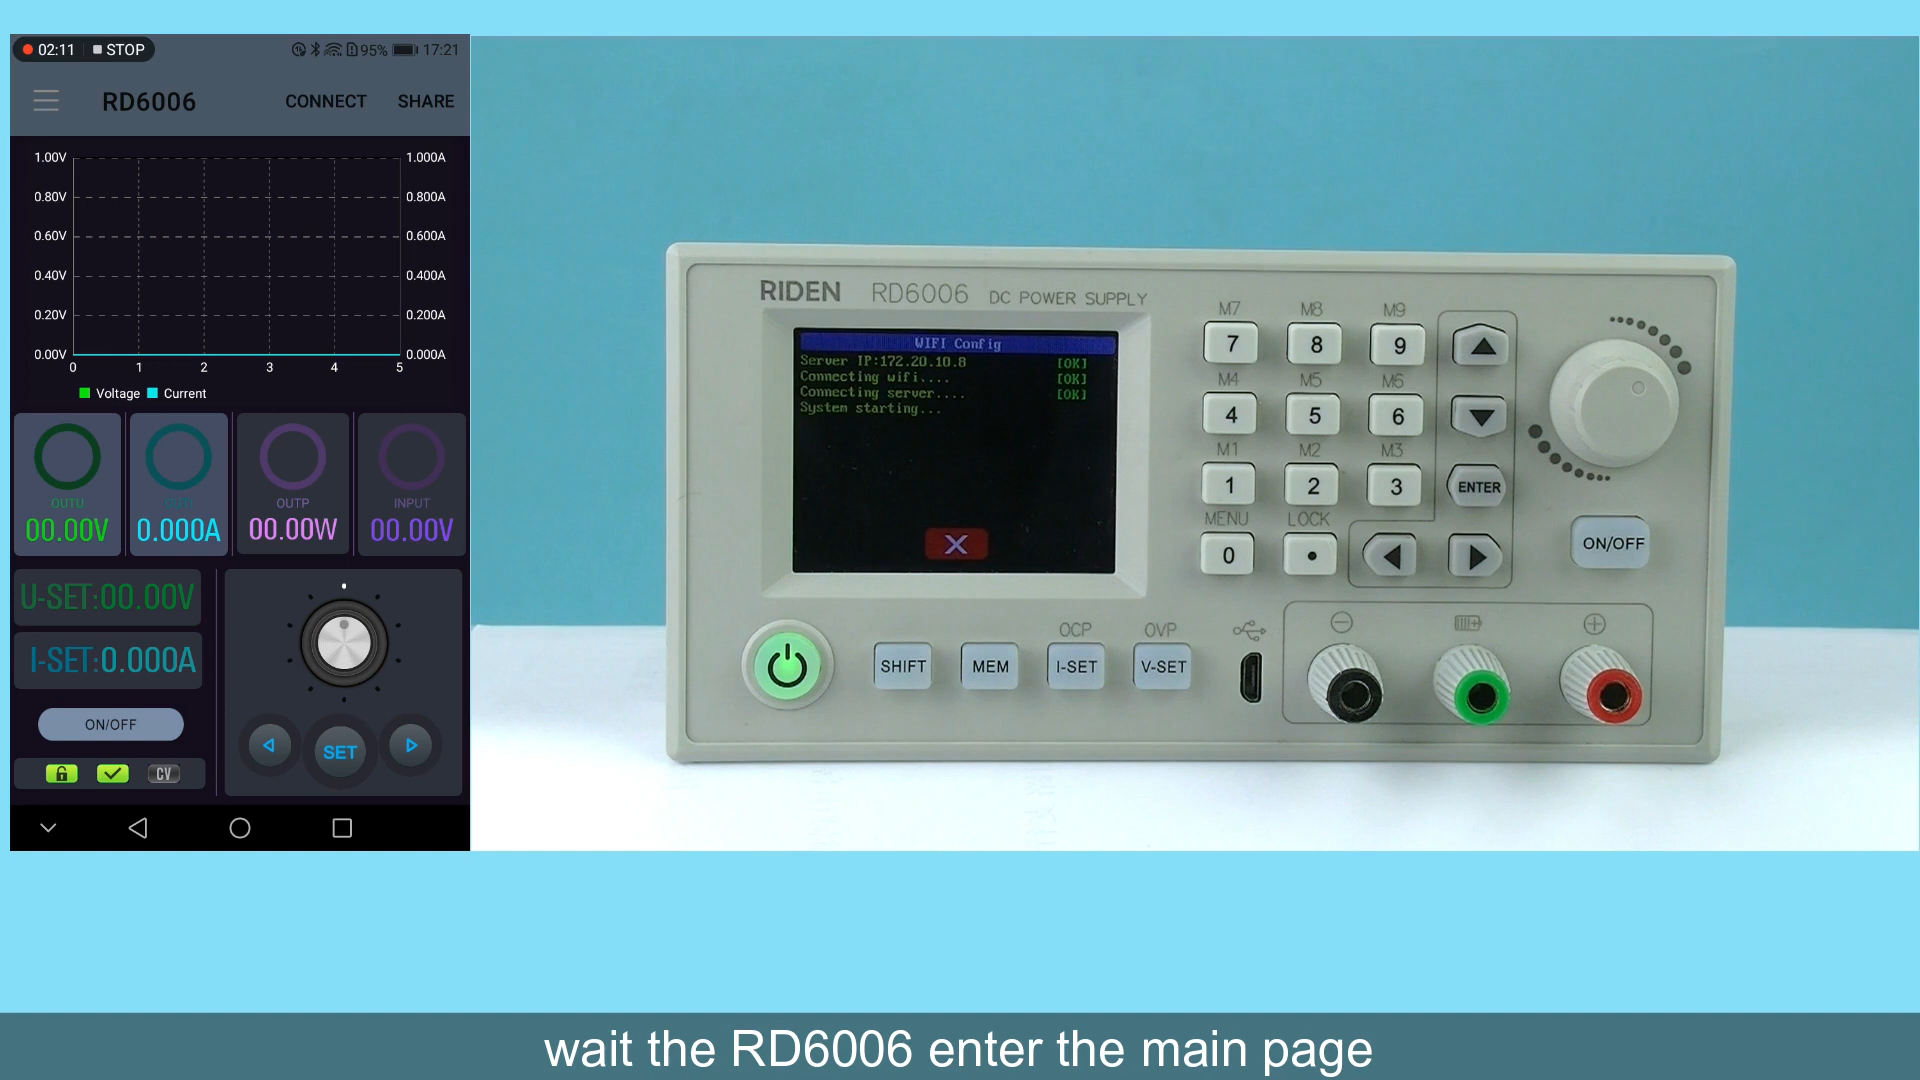 02:11 STOP 95% 17:21
RD6006 CONNECT SHARE
1.00V 1.000A
0.80V 0.800A
0.60V 0.600A
0.40V 0.400A
0.20V 0.200A
0.00V 0.000A
0 1 2 3 4 5
Voltage Current
OUTU OUTP INPUT
00.00V 0.000A 00.00W 00.00V
U-SET:00.00V
I-SET:0.000A
ON/OFF
SET
CV
RIDEN RD6006 DC POWER SUPPLY
WIFI Config
Server IP:172.20.10.8 [OK]
Connecting wifi.... [OK]
Connecting server.... [OK]
System starting...
X
M7 M8 M9
7 8 9
M4 M5 M6
4 5 6
M1 M2 M3
1 2 3 ENTER
MENU LOCK
0 •
ON/OFF
OCP OVP
SHIFT MEM I-SET V-SET
wait the RD6006 enter the main page